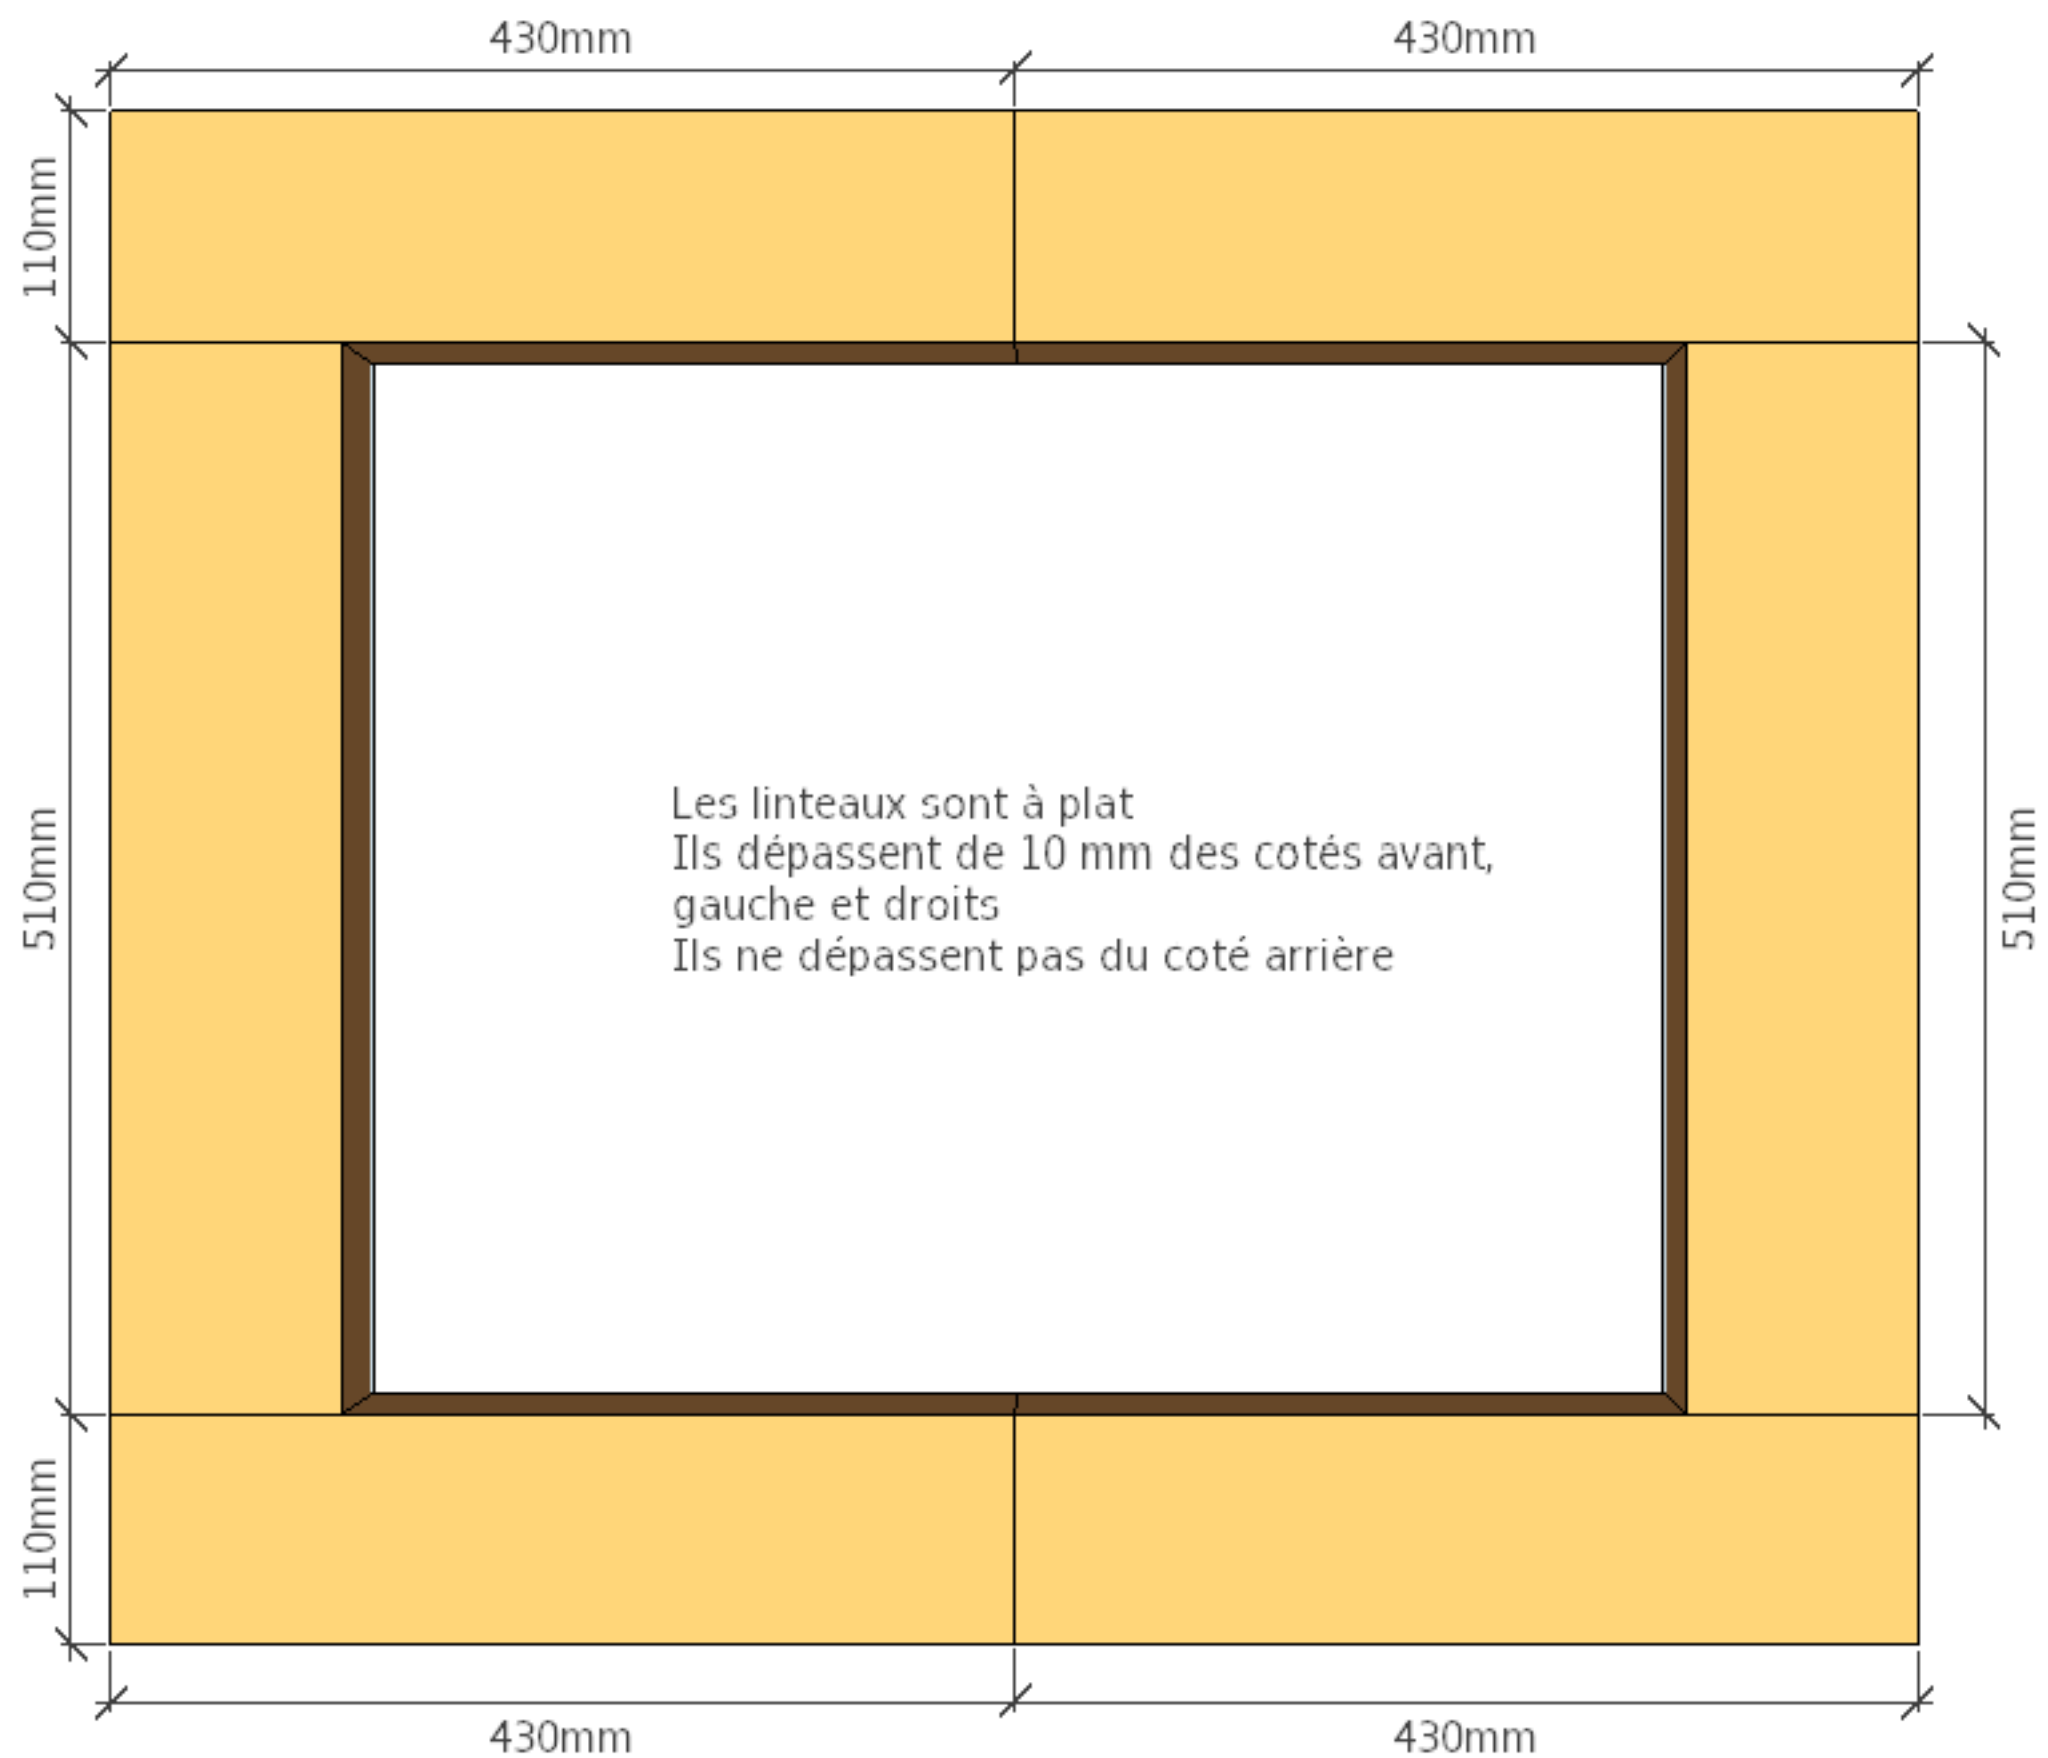 430mm 430mm
110mm
Les linteaux sont à plat
Ils dépassent de 10 mm des cotés avant,
gauche et droits
Ils ne dépassent pas du coté arrière
510mm
510mm
110mm
430mm 430mm